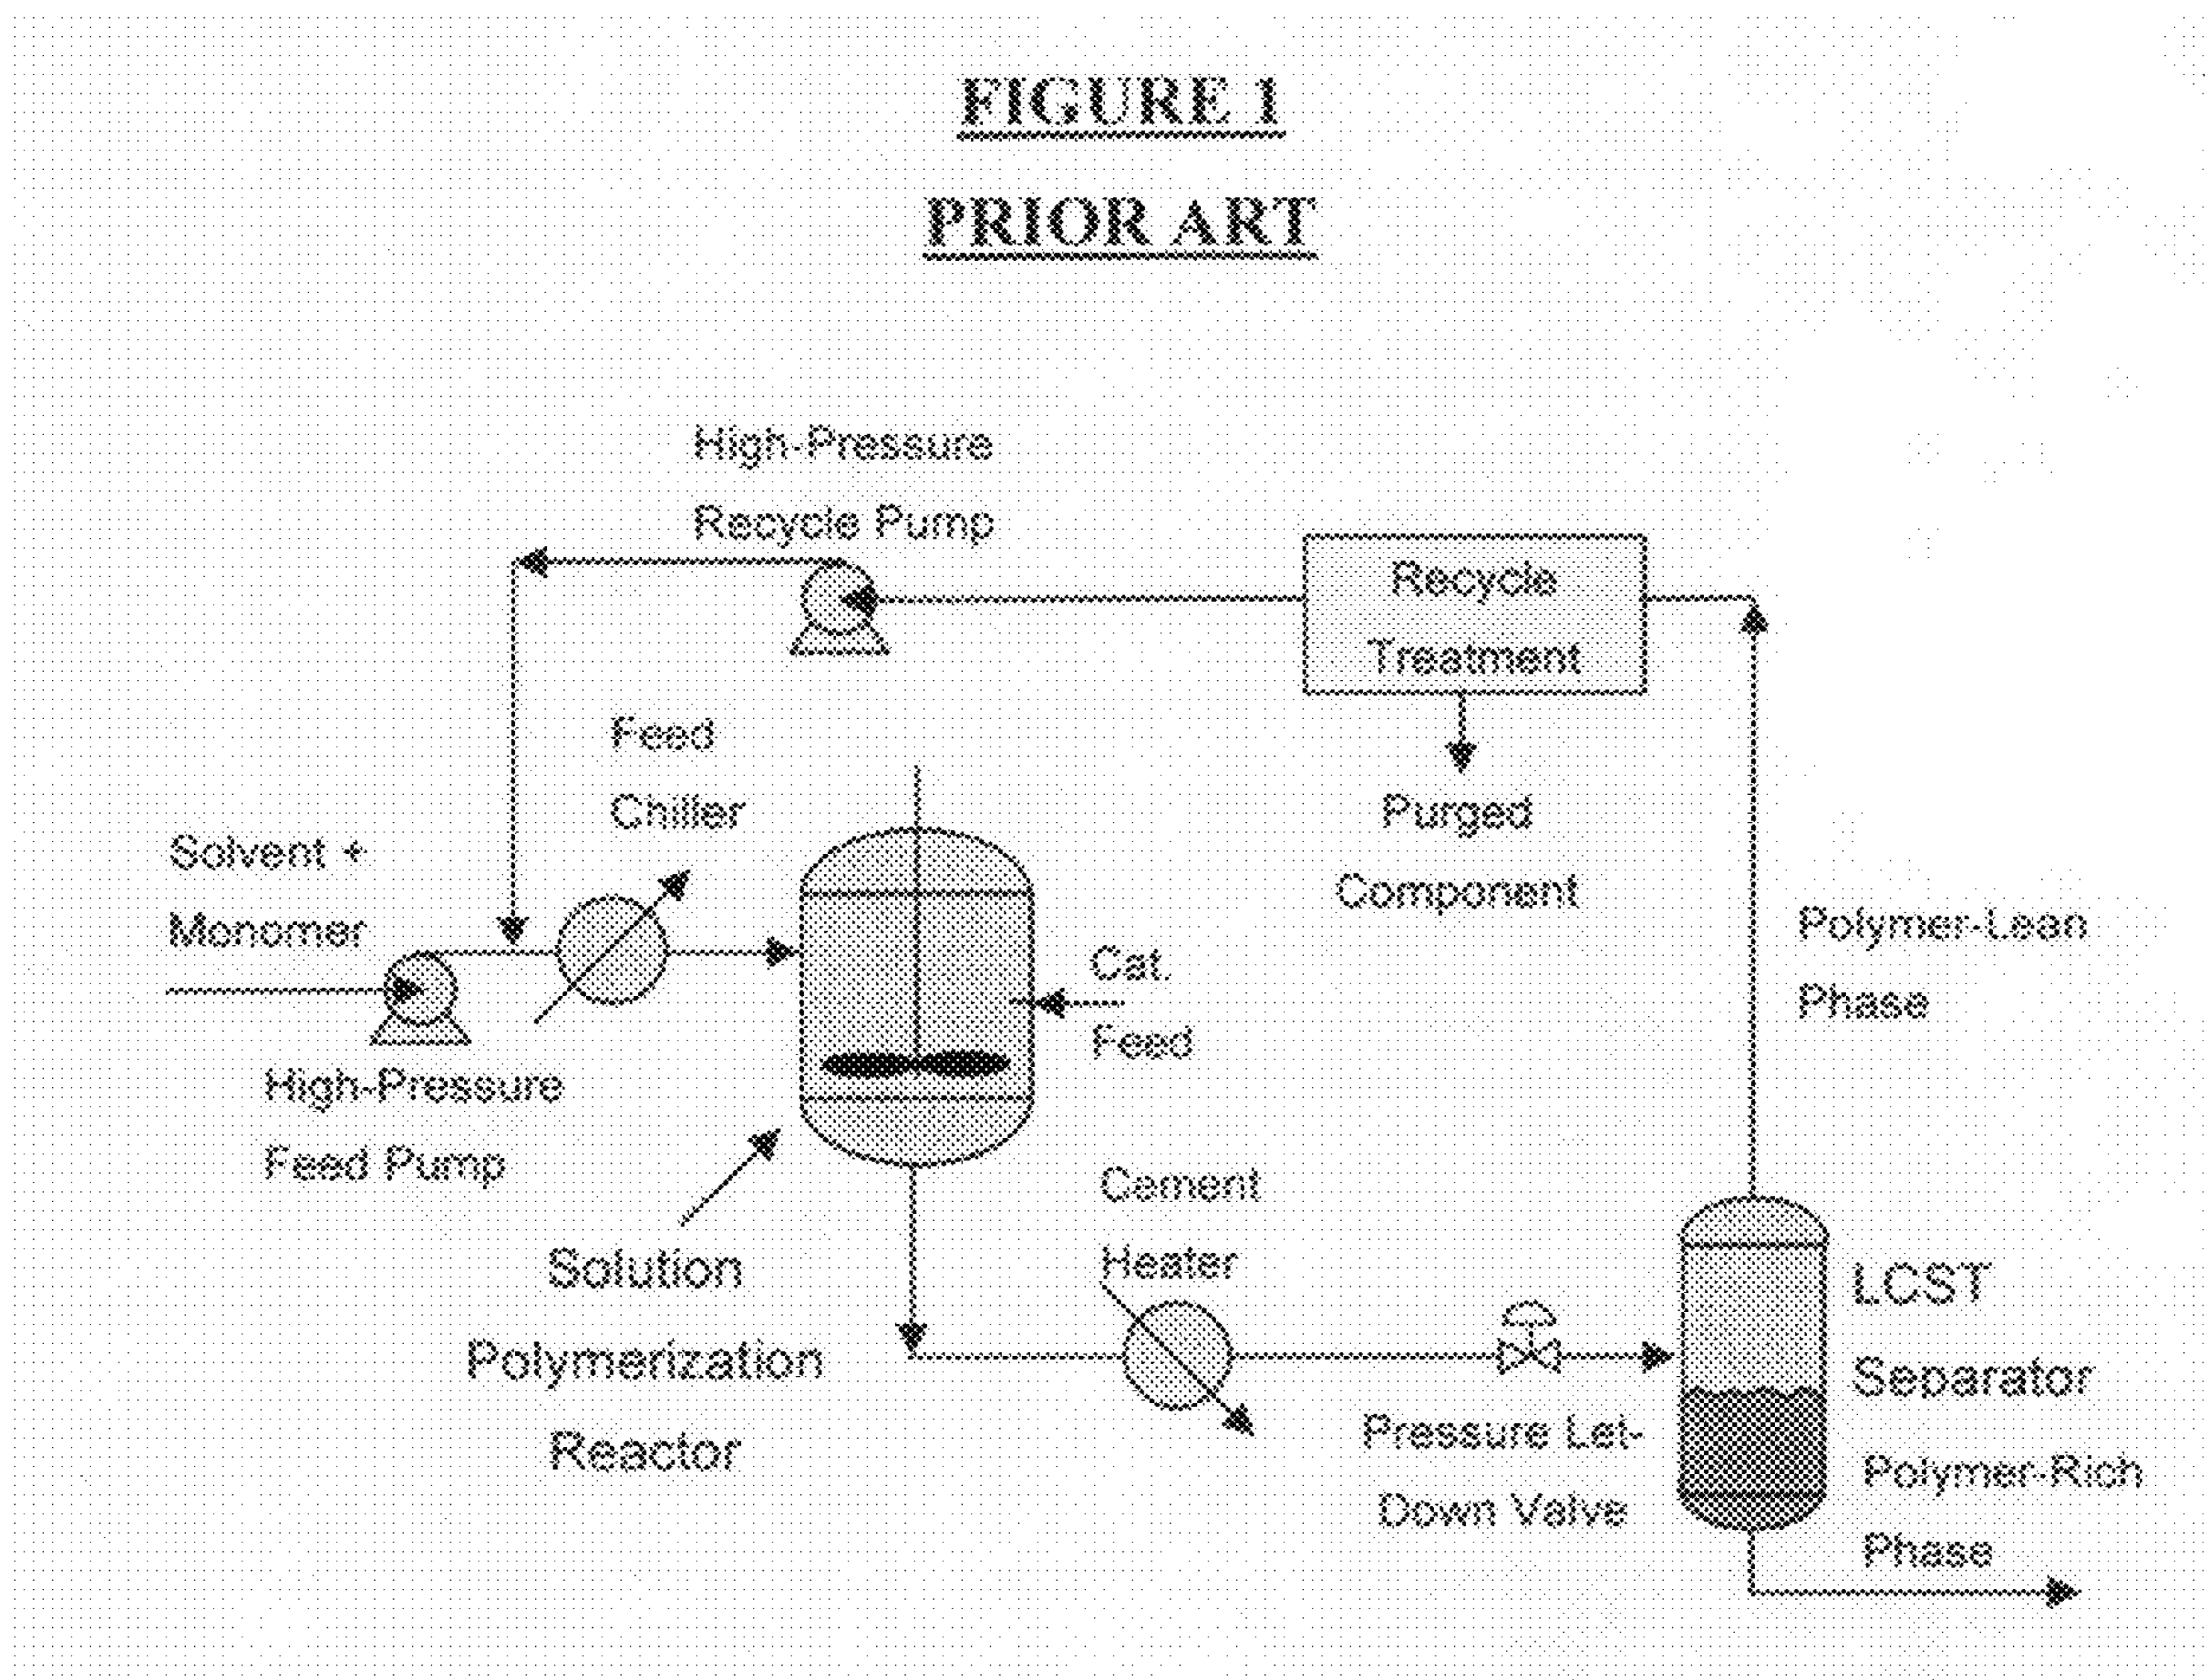 FIGURE 1
PRIOR ART
High-Pressure
Recycle Pump
Recycle
Treatment
Feed
Chiller
Purged
Component
Solvent +
Monomer
Polymer-Lean
Phase
Cat.
Feed
High-Pressure
Feed Pump
Cement
Heater
Solution
Polymerization
Reactor
LCST
Separator
Pressure Let-
Down Valve
Polymer-Rich
Phase